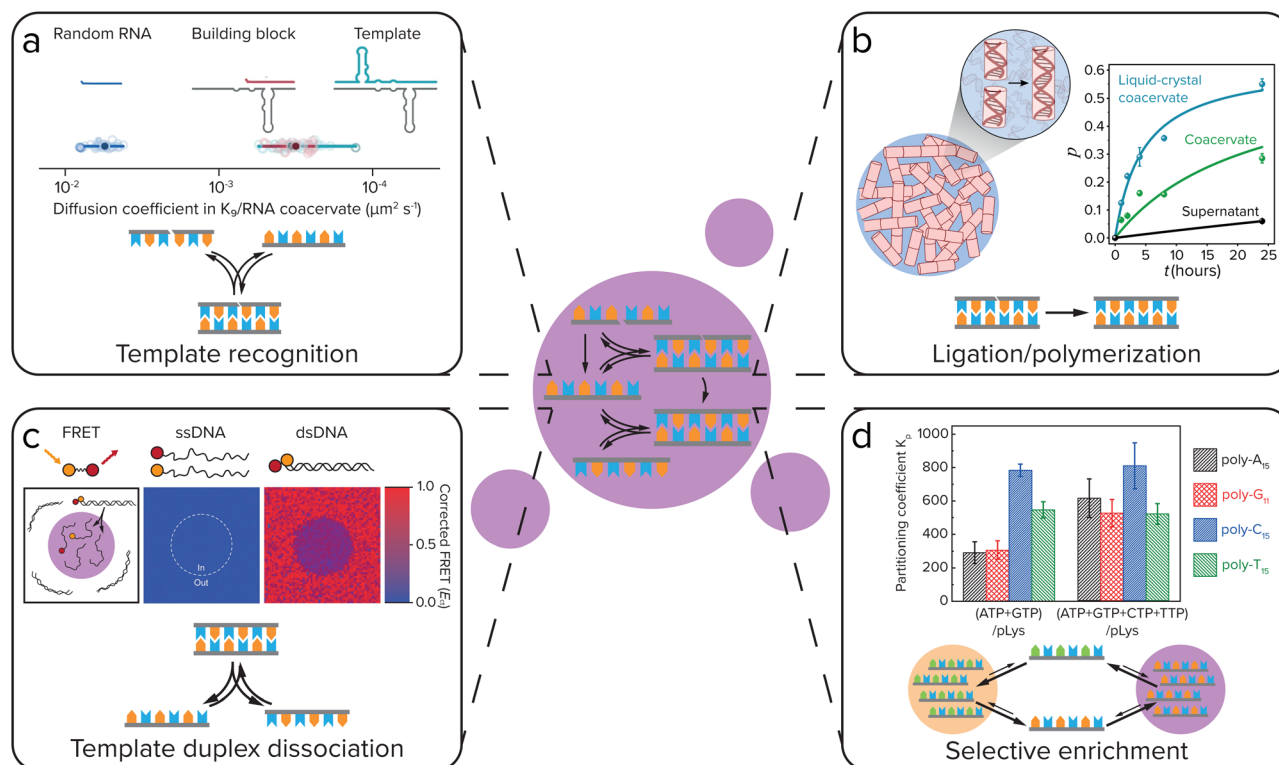 a
Random RNA
Building block
Template
10⁻²
10⁻³
10⁻⁴
Diffusion coefficient in K₉/RNA coacervate (μm² s⁻¹)
Template recognition
b
Liquid-crystal
coacervate
Coacervate
Supernatant
p
0.6
0.5
0.4
0.3
0.2
0.1
0.0
0
5
10
15
20
25
t (hours)
Ligation/polymerization
c
FRET
ssDNA
dsDNA
In
Out
1.0
0.5
0.0
Corrected FRET (E_ct)
Template duplex dissociation
d
Partitioning coefficient Kₚ
1000
800
600
400
200
0
(ATP+GTP)
/pLys
(ATP+GTP+CTP+TTP)
/pLys
poly-A₁₅
poly-G₁₁
poly-C₁₅
poly-T₁₅
Selective enrichment